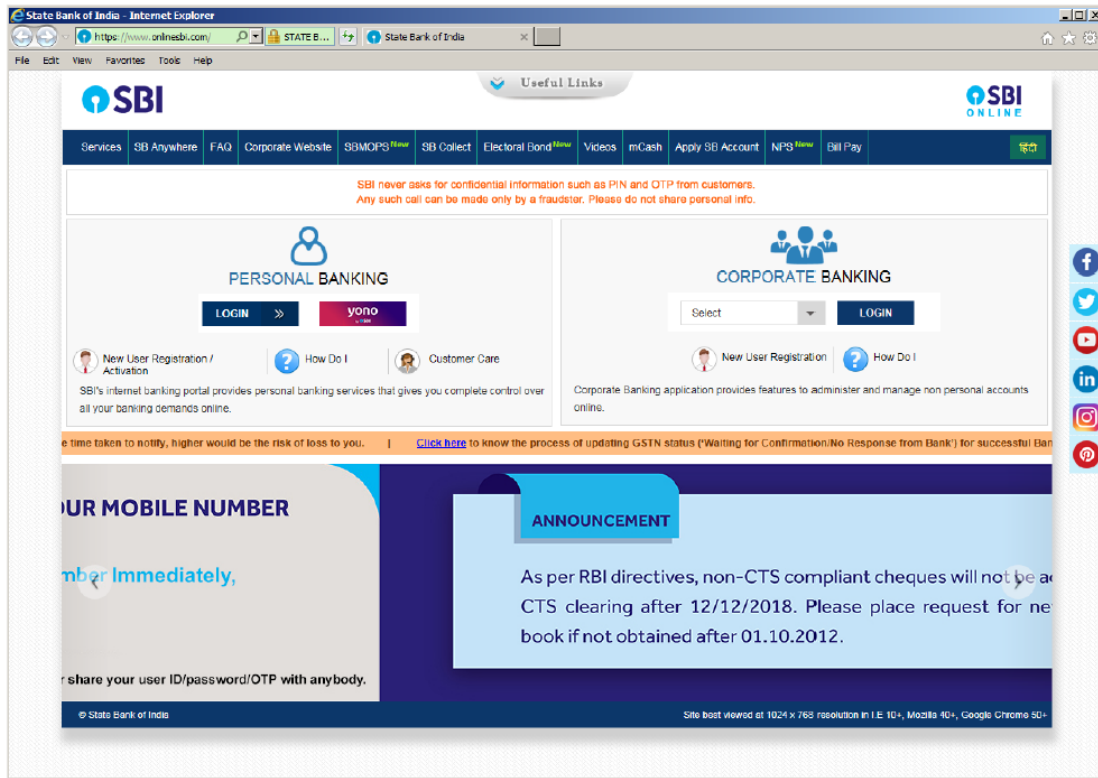 State Bank of India - Internet Explorer
https://www.onlinesbi.com/ STATE B... State Bank of India
File Edit View Favorites Tools Help
Useful Links
SBI
SBI
ONLINE
Services SB Anywhere FAQ Corporate Website SBMOPS New SB Collect Electoral Bond New Videos mCash Apply SB Account NPS New Bill Pay हिंदी
SBI never asks for confidential information such as PIN and OTP from customers.
Any such call can be made only by a fraudster. Please do not share personal info.
PERSONAL BANKING
LOGIN »
yono
by SBI
New User Registration /
Activation
How Do I
Customer Care
SBI's internet banking portal provides personal banking services that gives you complete control over
all your banking demands online.
CORPORATE BANKING
Select LOGIN
New User Registration How Do I
Corporate Banking application provides features to administer and manage non personal accounts
online.
e time taken to notify, higher would be the risk of loss to you. | Click here to know the process of updating GSTN status ('Waiting for Confirmation/No Response from Bank') for successful Ban
OUR MOBILE NUMBER
mber Immediately,
r share your user ID/password/OTP with anybody.
ANNOUNCEMENT
As per RBI directives, non-CTS compliant cheques will not be a
CTS clearing after 12/12/2018. Please place request for ne
book if not obtained after 01.10.2012.
© State Bank of India
Site best viewed at 1024 x 768 resolution in I.E 10+, Mozilla 40+, Google Chrome 50+